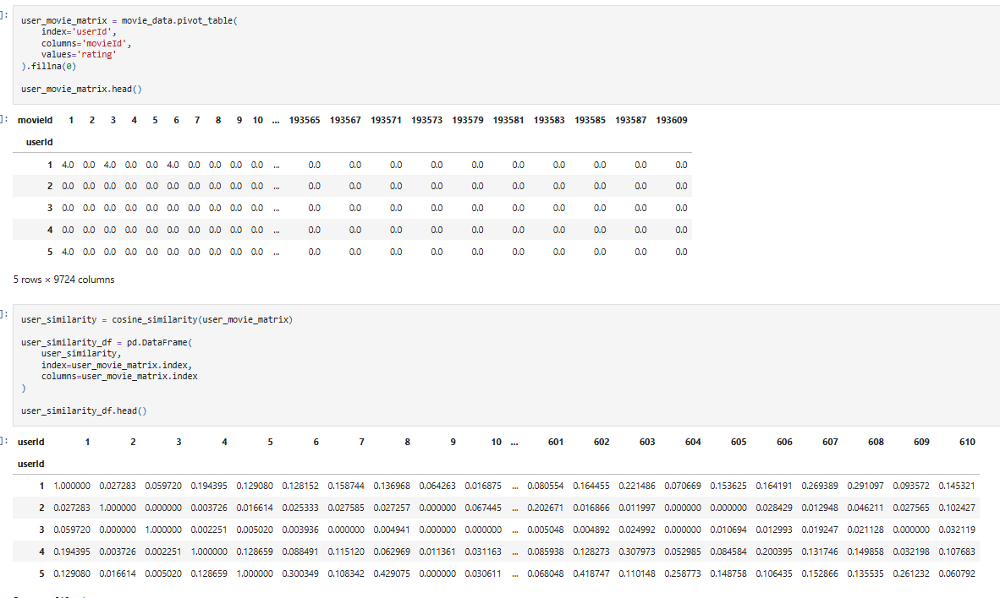 ]:
user_movie_matrix = movie_data.pivot_table(
    index='userId',
    columns='movieId',
    values='rating'
).fillna(0)
user_movie_matrix.head()
]:
movieId 1 2 3 4 5 6 7 8 9 10 ... 193565 193567 193571 193573 193579 193581 193583 193585 193587 193609
userId
1 4.0 0.0 4.0 0.0 0.0 4.0 0.0 0.0 0.0 0.0 ... 0.0 0.0 0.0 0.0 0.0 0.0 0.0 0.0 0.0 0.0
2 0.0 0.0 0.0 0.0 0.0 0.0 0.0 0.0 0.0 0.0 ... 0.0 0.0 0.0 0.0 0.0 0.0 0.0 0.0 0.0 0.0
3 0.0 0.0 0.0 0.0 0.0 0.0 0.0 0.0 0.0 0.0 ... 0.0 0.0 0.0 0.0 0.0 0.0 0.0 0.0 0.0 0.0
4 0.0 0.0 0.0 0.0 0.0 0.0 0.0 0.0 0.0 0.0 ... 0.0 0.0 0.0 0.0 0.0 0.0 0.0 0.0 0.0 0.0
5 4.0 0.0 0.0 0.0 0.0 0.0 0.0 0.0 0.0 0.0 ... 0.0 0.0 0.0 0.0 0.0 0.0 0.0 0.0 0.0 0.0
5 rows × 9724 columns
]:
user_similarity = cosine_similarity(user_movie_matrix)
user_similarity_df = pd.DataFrame(
    user_similarity,
    index=user_movie_matrix.index,
    columns=user_movie_matrix.index
)
user_similarity_df.head()
]:
userId 1 2 3 4 5 6 7 8 9 10 ... 601 602 603 604 605 606 607 608 609 610
userId
1 1.000000 0.027283 0.059720 0.194395 0.129080 0.128152 0.158744 0.136968 0.064263 0.016875 ... 0.080554 0.164455 0.221486 0.070669 0.153625 0.164191 0.269389 0.291097 0.093572 0.145321
2 0.027283 1.000000 0.000000 0.003726 0.016614 0.025333 0.027585 0.027257 0.000000 0.067445 ... 0.202671 0.016866 0.011997 0.000000 0.000000 0.028429 0.012948 0.046211 0.027565 0.102427
3 0.059720 0.000000 1.000000 0.002251 0.005020 0.003936 0.000000 0.004941 0.000000 0.000000 ... 0.005048 0.004892 0.024992 0.000000 0.010694 0.012993 0.019247 0.021128 0.000000 0.032119
4 0.194395 0.003726 0.002251 1.000000 0.128659 0.088491 0.115120 0.062969 0.011361 0.031163 ... 0.085938 0.128273 0.307973 0.052985 0.084584 0.200395 0.131746 0.149858 0.032198 0.107683
5 0.129080 0.016614 0.005020 0.128659 1.000000 0.300349 0.108342 0.429075 0.000000 0.030611 ... 0.068048 0.418747 0.110148 0.258773 0.148758 0.106435 0.152866 0.135535 0.261232 0.060792